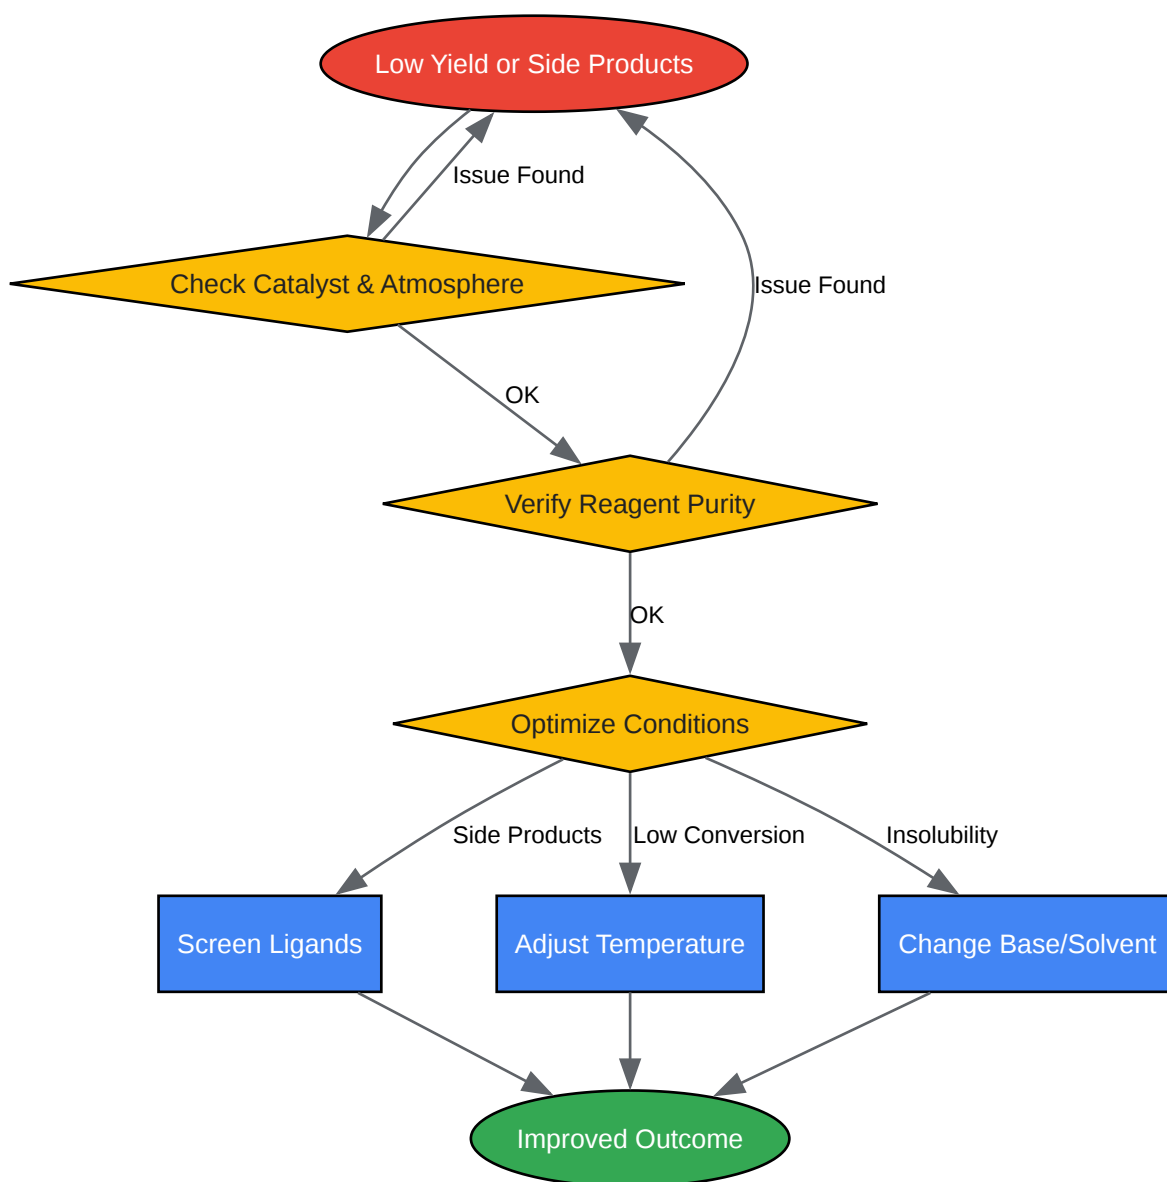 Low Yield or Side Products
Issue Found
Check Catalyst & Atmosphere
Issue Found
OK
Verify Reagent Purity
OK
Optimize Conditions
Side Products
Low Conversion
Insolubility
Screen Ligands
Adjust Temperature
Change Base/Solvent
Improved Outcome